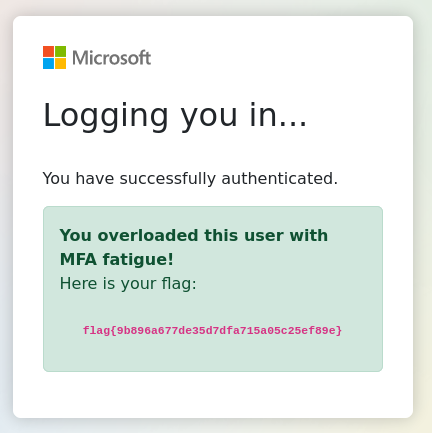 Microsoft
Logging you in...
You have successfully authenticated.
You overloaded this user with
MFA fatigue!
Here is your flag:
flag{9b896a677de35d7dfa715a05c25ef89e}